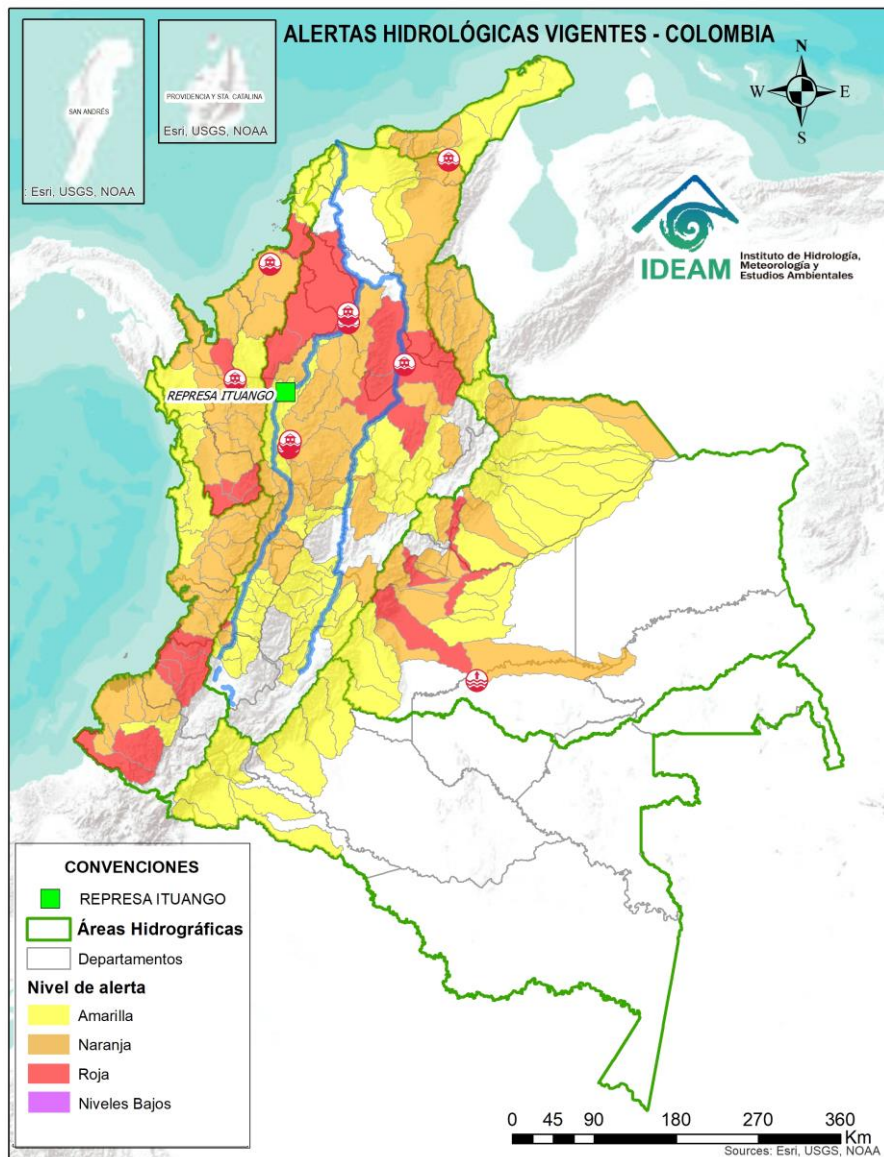 ALERTAS HIDROLÓGICAS VIGENTES - COLOMBIA
SAN ANDRÉS
: Esri, USGS, NOAA
PROVIDENCIA Y STA. CATALINA
Esri, USGS, NOAA
N
W
E
S
IDEAM
Instituto de Hidrología,
Meteorología y
Estudios Ambientales
REPRESA ITUANGO
CONVENCIONES
REPRESA ITUANGO
Áreas Hidrográficas
Departamentos
Nivel de alerta
Amarilla
Naranja
Roja
Niveles Bajos
0 45 90 180 270 360
Km
Sources: Esri, USGS, NOAA